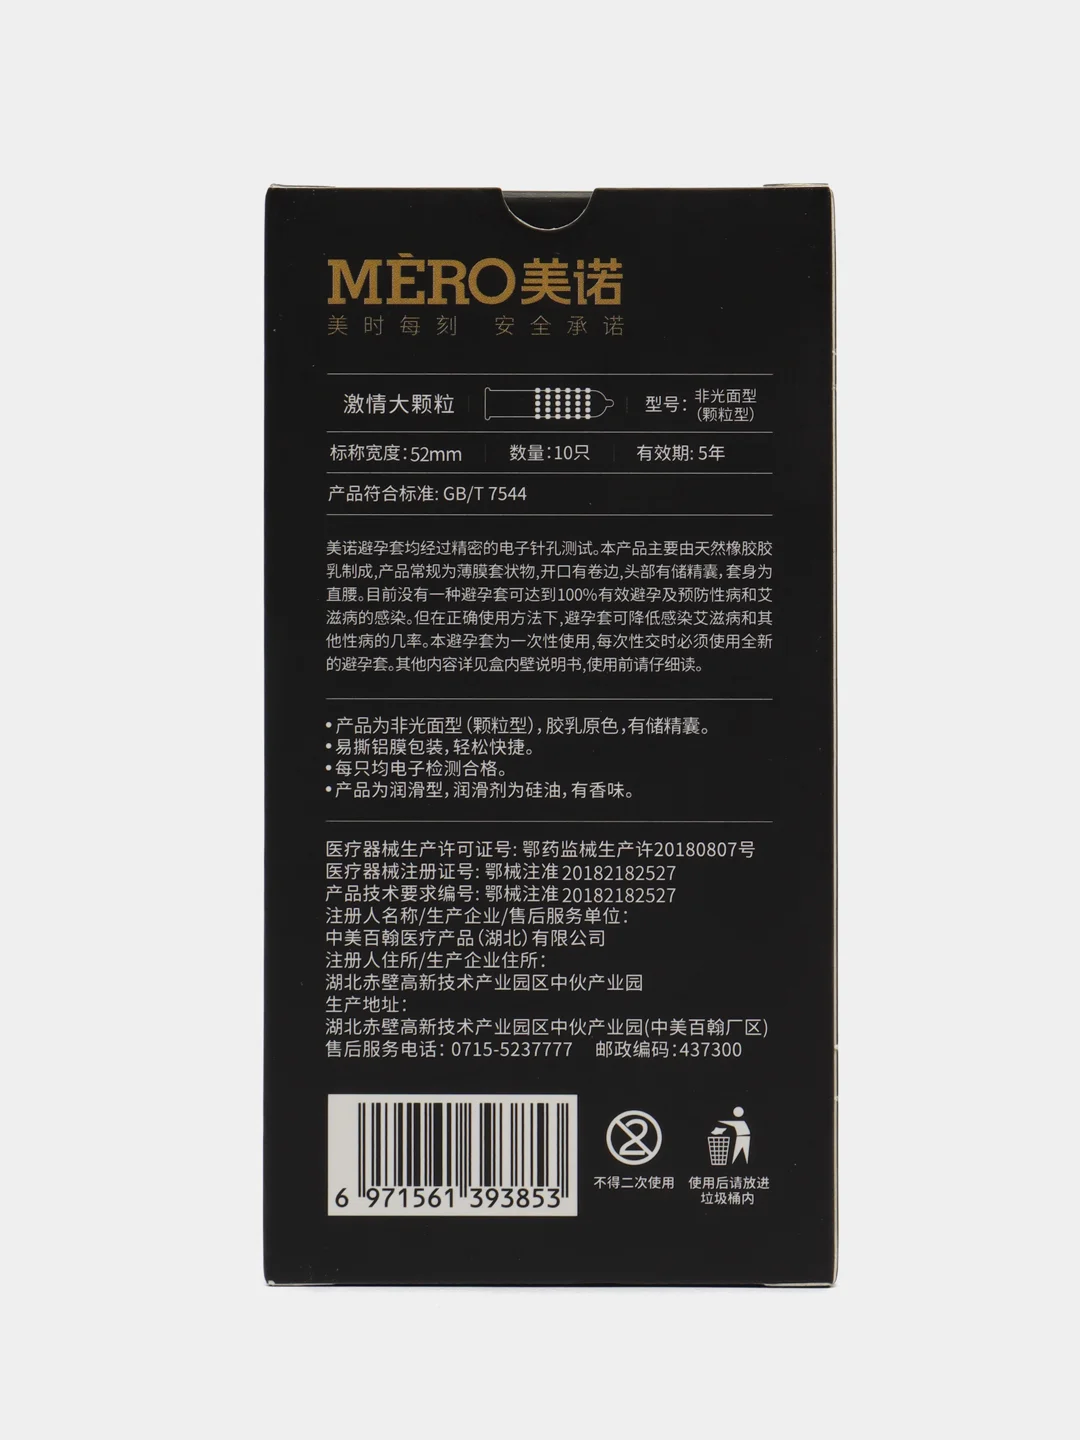 MÈRO美诺
美时每刻 安全承诺
激情大颗粒 型号：非光面型
(颗粒型)
标称宽度：52mm 数量：10只 有效期：5年
产品符合标准: GB/T 7544
美诺避孕套均经过精密的电子针孔测试。本产品主要由天然橡胶胶
乳制成,产品常规为薄膜套状物,开口有卷边,头部有储精囊,套身为
直腰。目前没有一种避孕套可达到100%有效避孕及预防性病和艾
滋病的感染。但在正确使用方法下,避孕套可降低感染艾滋病和其
他性病的几率。本避孕套为一次性使用,每次性交时必须使用全新
的避孕套。其他内容详见盒内壁说明书,使用前请仔细读。
•产品为非光面型（颗粒型），胶乳原色,有储精囊。
•易撕铝膜包装,轻松快捷。
•每只均电子检测合格。
•产品为润滑型，润滑剂为硅油,有香味。
医疗器械生产许可证号: 鄂药监械生产许20180807号
医疗器械注册证号: 鄂械注准20182182527
产品技术要求编号: 鄂械注准20182182527
注册人名称/生产企业/售后服务单位：
中美百翰医疗产品（湖北）有限公司
注册人住所/生产企业住所：
湖北赤壁高新技术产业园区中伙产业园
生产地址：
湖北赤壁高新技术产业园区中伙产业园(中美百翰厂区)
售后服务电话：0715-5237777 邮政编码：437300
6 971561 393853
不得二次使用
使用后请放进
垃圾桶内